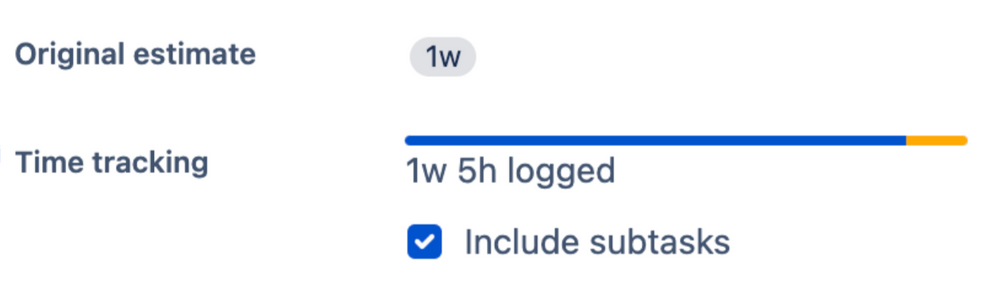 Original estimate 1w
Time tracking 1w 5h logged
Include subtasks